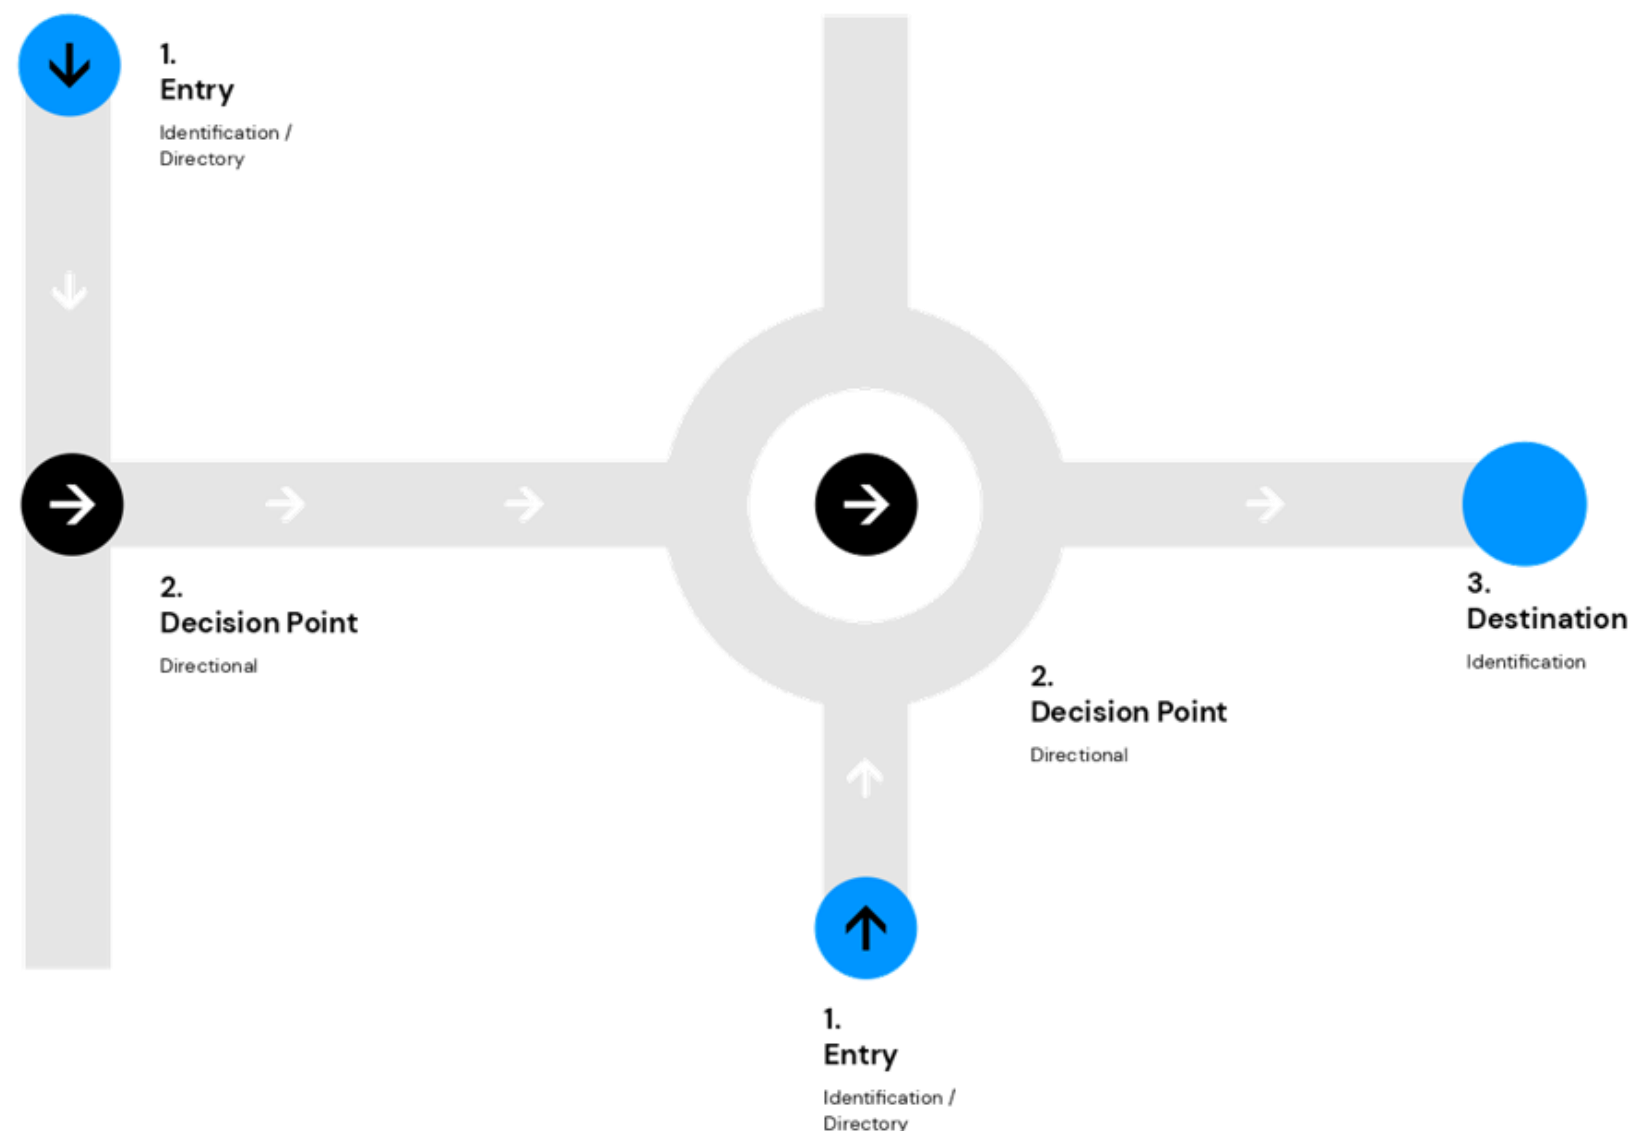 1.
Entry
Identification /
Directory
2.
Decision Point
Directional
3.
Destination
Identification
2.
Decision Point
Directional
1.
Entry
Identification /
Directory